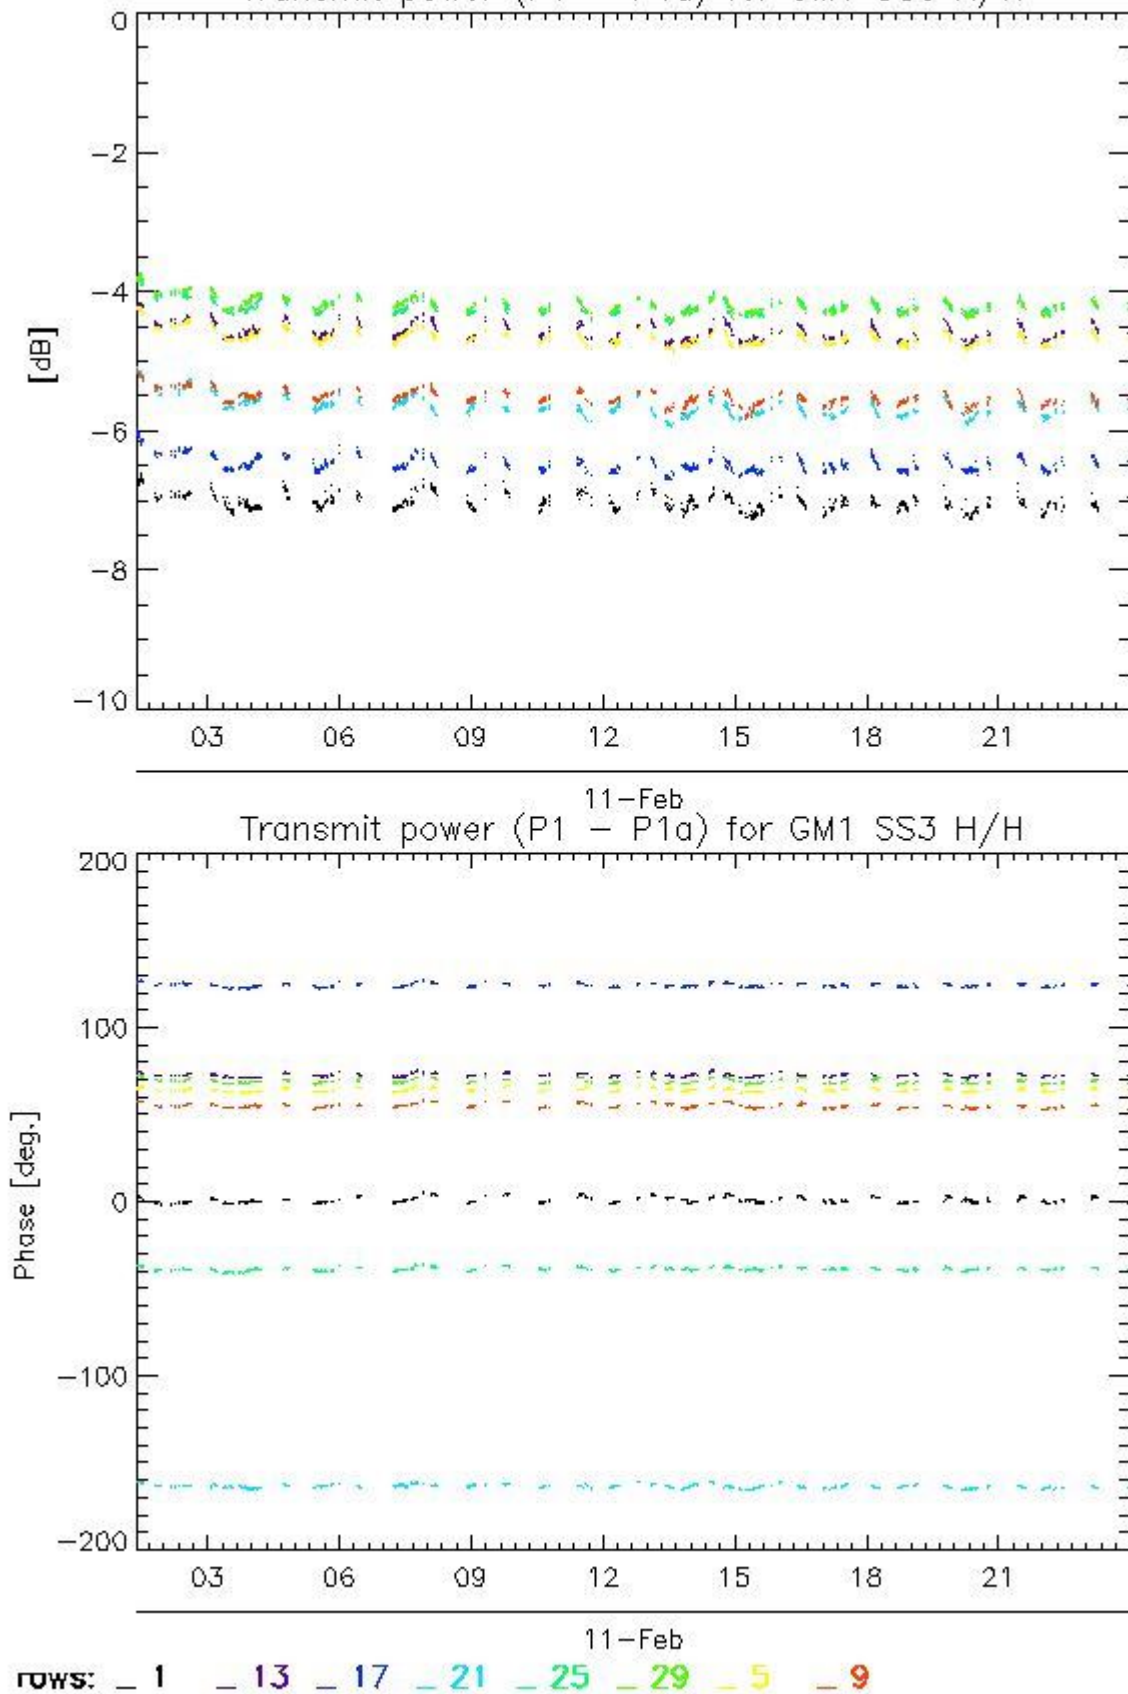 0
−2
−4
[dB]
−6
−8
−10
03 06 09 12 15 18 21
11−Feb
Transmit power (P1 − P1a) for GM1 SS3 H/H
200
100
Phase [deg.]
0
−100
−200
03 06 09 12 15 18 21
11−Feb
rows: _ 1 _ 13 _ 17 _ 21 _ 25 _ 29 _ 5 _ 9